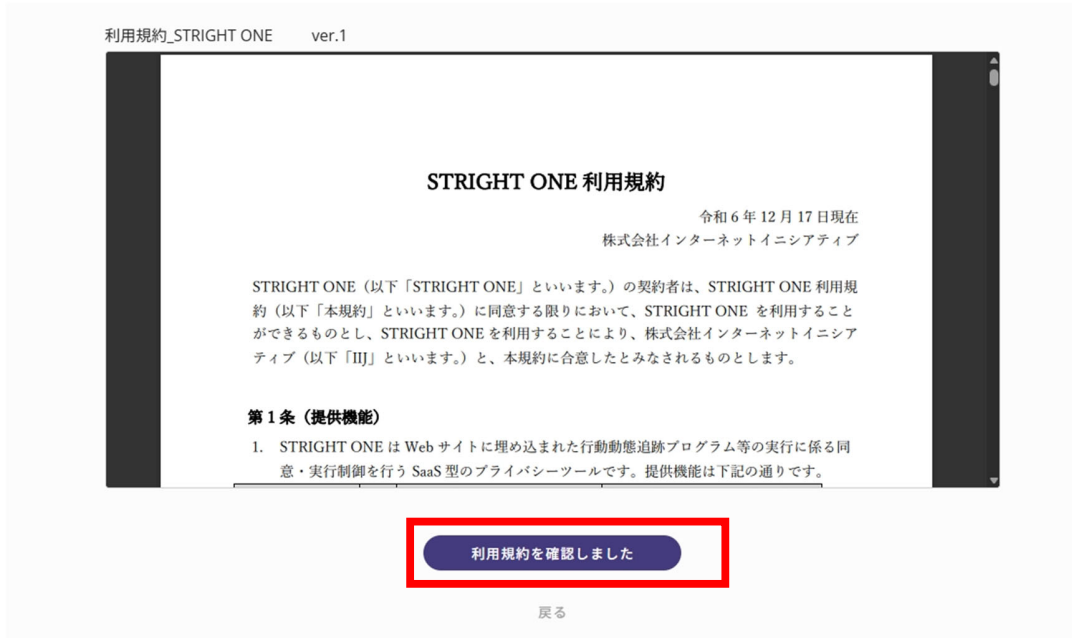 利用規約_STRIGHT ONE ver.1
STRIGHT ONE 利用規約
令和 6 年 12 月 17 日現在
株式会社インターネットイニシアティブ
STRIGHT ONE（以下「STRIGHT ONE」といいます。）の契約者は、STRIGHT ONE 利用規
約（以下「本規約」といいます。）に同意する限りにおいて、STRIGHT ONE を利用すること
ができるものとし、STRIGHT ONE を利用することにより、株式会社インターネットイニシア
ティブ（以下「IIJ」といいます。）と、本規約に合意したとみなされるものとします。
第 1 条（提供機能）
1. STRIGHT ONE は Web サイトに埋め込まれた行動動態追跡プログラム等の実行に係る同
意・実行制御を行う SaaS 型のプライバシーツールです。提供機能は下記の通りです。
利用規約を確認しました
戻る